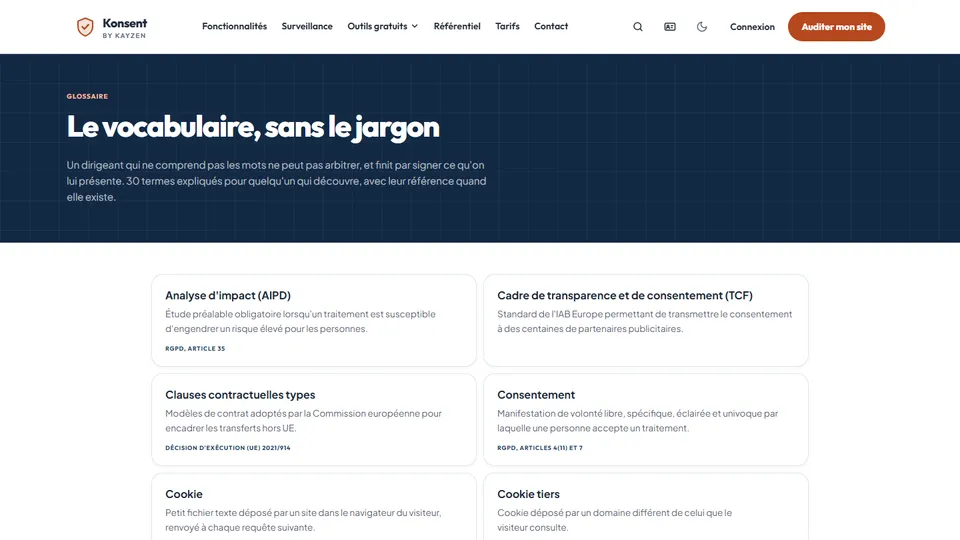 Konsent
BY KAYZEN
Fonctionnalités
Surveillance
Outils gratuits
Référentiel
Tarifs
Contact
Connexion
Auditer mon site
GLOSSAIRE
Le vocabulaire, sans le jargon
Un dirigeant qui ne comprend pas les mots ne peut pas arbitrer, et finit par signer ce qu'on
lui présente. 30 termes expliqués pour quelqu'un qui découvre, avec leur référence quand
elle existe.
Analyse d'impact (AIPD)
Étude préalable obligatoire lorsqu'un traitement est susceptible
d'engendrer un risque élevé pour les personnes.
RGPD, ARTICLE 35
Cadre de transparence et de consentement (TCF)
Standard de l'IAB Europe permettant de transmettre le consentement
à des centaines de partenaires publicitaires.
Clauses contractuelles types
Modèles de contrat adoptés par la Commission européenne pour
encadrer les transferts hors UE.
DÉCISION D'EXÉCUTION (UE) 2021/914
Consentement
Manifestation de volonté libre, spécifique, éclairée et univoque par
laquelle une personne accepte un traitement.
RGPD, ARTICLES 4(11) ET 7
Cookie
Petit fichier texte déposé par un site dans le navigateur du visiteur,
renvoyé à chaque requête suivante.
Cookie tiers
Cookie déposé par un domaine différent de celui que le
visiteur consulte.